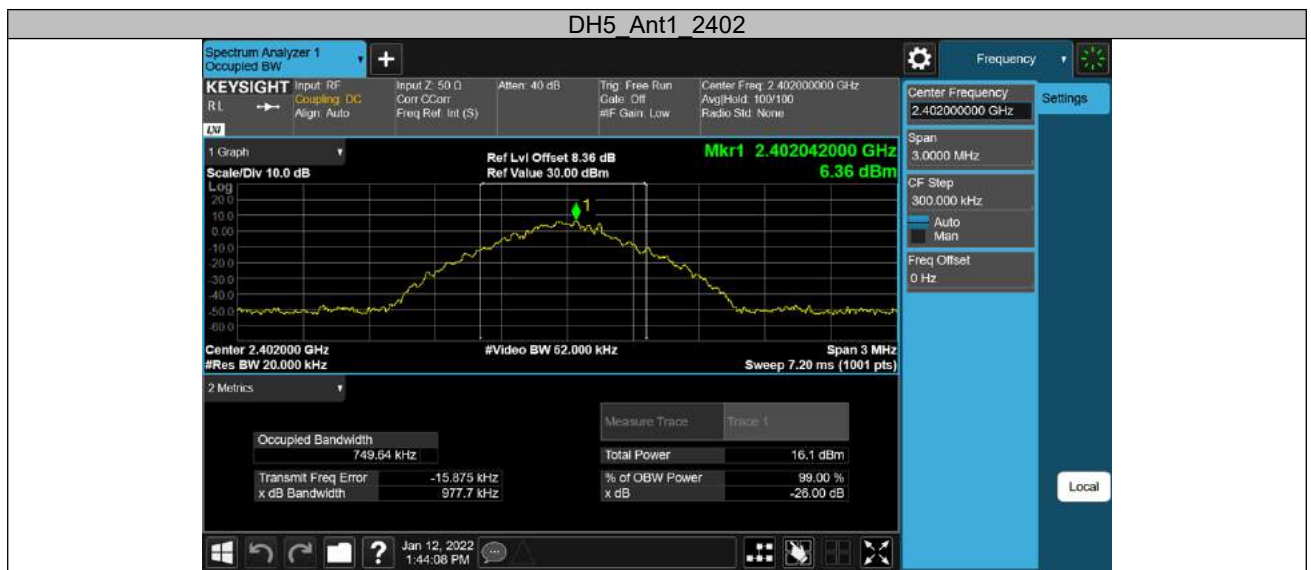 DH5_Ant1_2402
Spectrum Analyzer 1
Occupied BW
Frequency
KEYSIGHT
RL
LXI
Input: RF
Coupling: DC
Align: Auto
Input Z: 50 Ω
Corr CCorr
Freq Ref: Int (S)
Atten: 40 dB
Trig: Free Run
Gate: Off
#IF Gain: Low
Center Freq: 2.402000000 GHz
Avg|Hold: 100/100
Radio Std: None
Center Frequency
2.402000000 GHz
Settings
Span
3.0000 MHz
CF Step
300.000 kHz
Auto
Man
Freq Offset
0 Hz
Local
1 Graph
Scale/Div 10.0 dB
Ref Lvl Offset 8.36 dB
Ref Value 30.00 dBm
Mkr1 2.402042000 GHz
6.36 dBm
Log
20.0
10.0
0.00
-10.0
-20.0
-30.0
-40.0
-50.0
-60.0
1
Center 2.402000 GHz
#Res BW 20.000 kHz
#Video BW 62.000 kHz
Span 3 MHz
Sweep 7.20 ms (1001 pts)
2 Metrics
Measure Trace
Trace 1
Occupied Bandwidth
749.64 kHz
Total Power
16.1 dBm
Transmit Freq Error
-15.875 kHz
% of OBW Power
99.00 %
x dB Bandwidth
977.7 kHz
x dB
-26.00 dB
?
Jan 12, 2022
1:44:08 PM